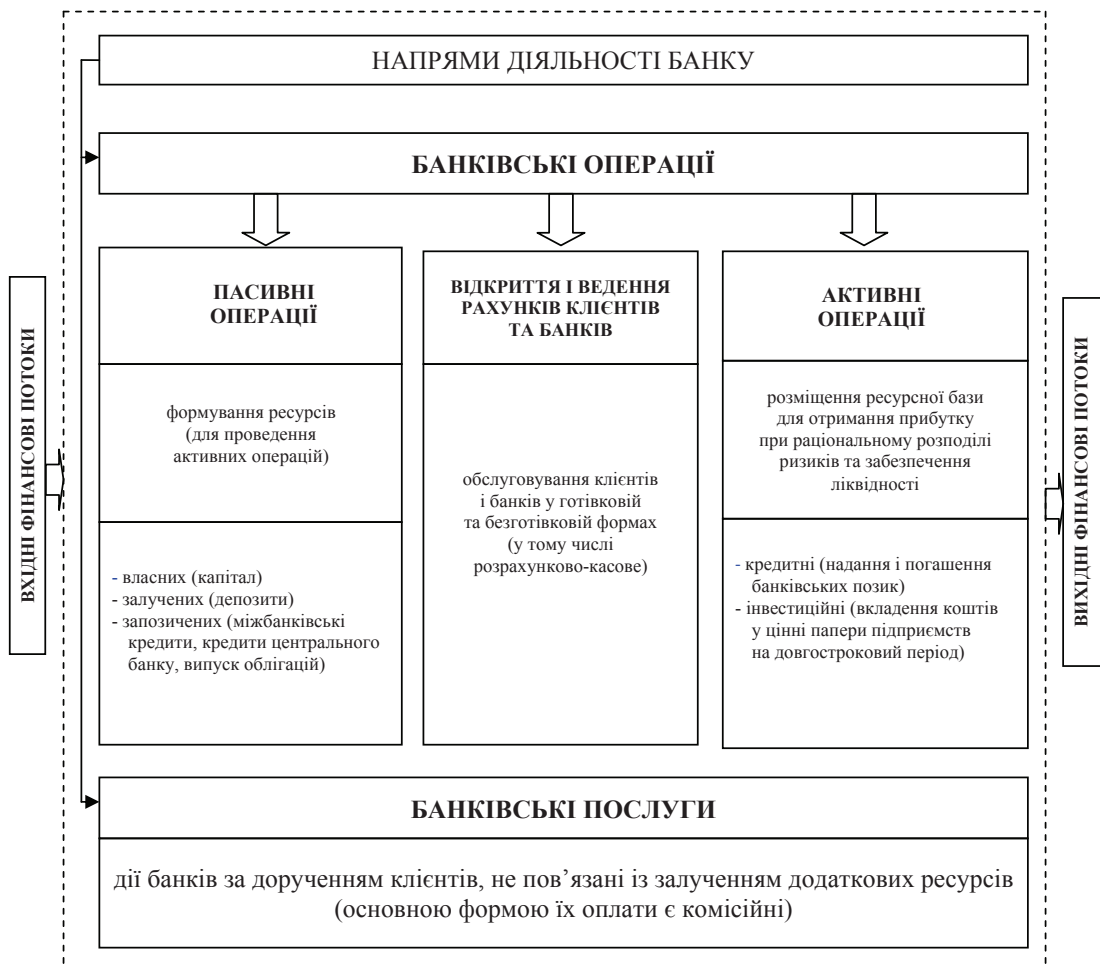 НАПРЯМИ ДІЯЛЬНОСТІ БАНКУ
БАНКІВСЬКІ ОПЕРАЦІЇ
ВХІДНІ ФІНАНСОВІ ПОТОКИ
ПАСИВНІ
ОПЕРАЦІЇ
формування ресурсів
(для проведення
активних операцій)
- власних (капітал)
- залучених (депозити)
- запозичених (міжбанківські
кредити, кредити центрального
банку, випуск облігацій)
ВІДКРИТТЯ І ВЕДЕННЯ
РАХУНКІВ КЛІЄНТІВ
ТА БАНКІВ
обслуговування клієнтів
і банків у готівковій
та безготівковій формах
(у тому числі
розрахунково-касове)
АКТИВНІ
ОПЕРАЦІЇ
розміщення ресурсної бази
для отримання прибутку
при раціональному розподілі
ризиків та забезпечення
ліквідності
- кредитні (надання і погашення
банківських позик)
- інвестиційні (вкладення коштів
у цінні папери підприємств
на довгостроковий період)
ВИХІДНІ ФІНАНСОВІ ПОТОКИ
БАНКІВСЬКІ ПОСЛУГИ
дії банків за дорученням клієнтів, не пов’язані із залученням додаткових ресурсів
(основною формою їх оплати є комісійні)